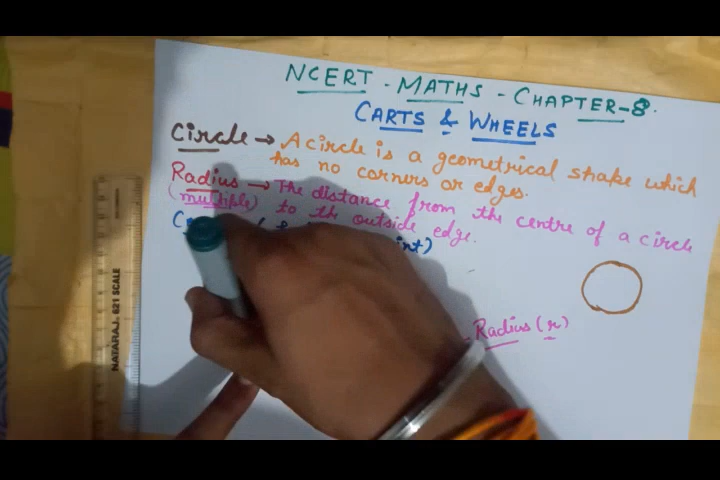 NCERT - MATHS - CHAPTER-8.
CARTS & WHEELS
Circle → A circle is a geometrical shape which
has no corners or edges.
Radius → The distance from the centre of a circle
(multiple) to the outside edge.
Radius (r)
NATARAJ. 621 SCALE